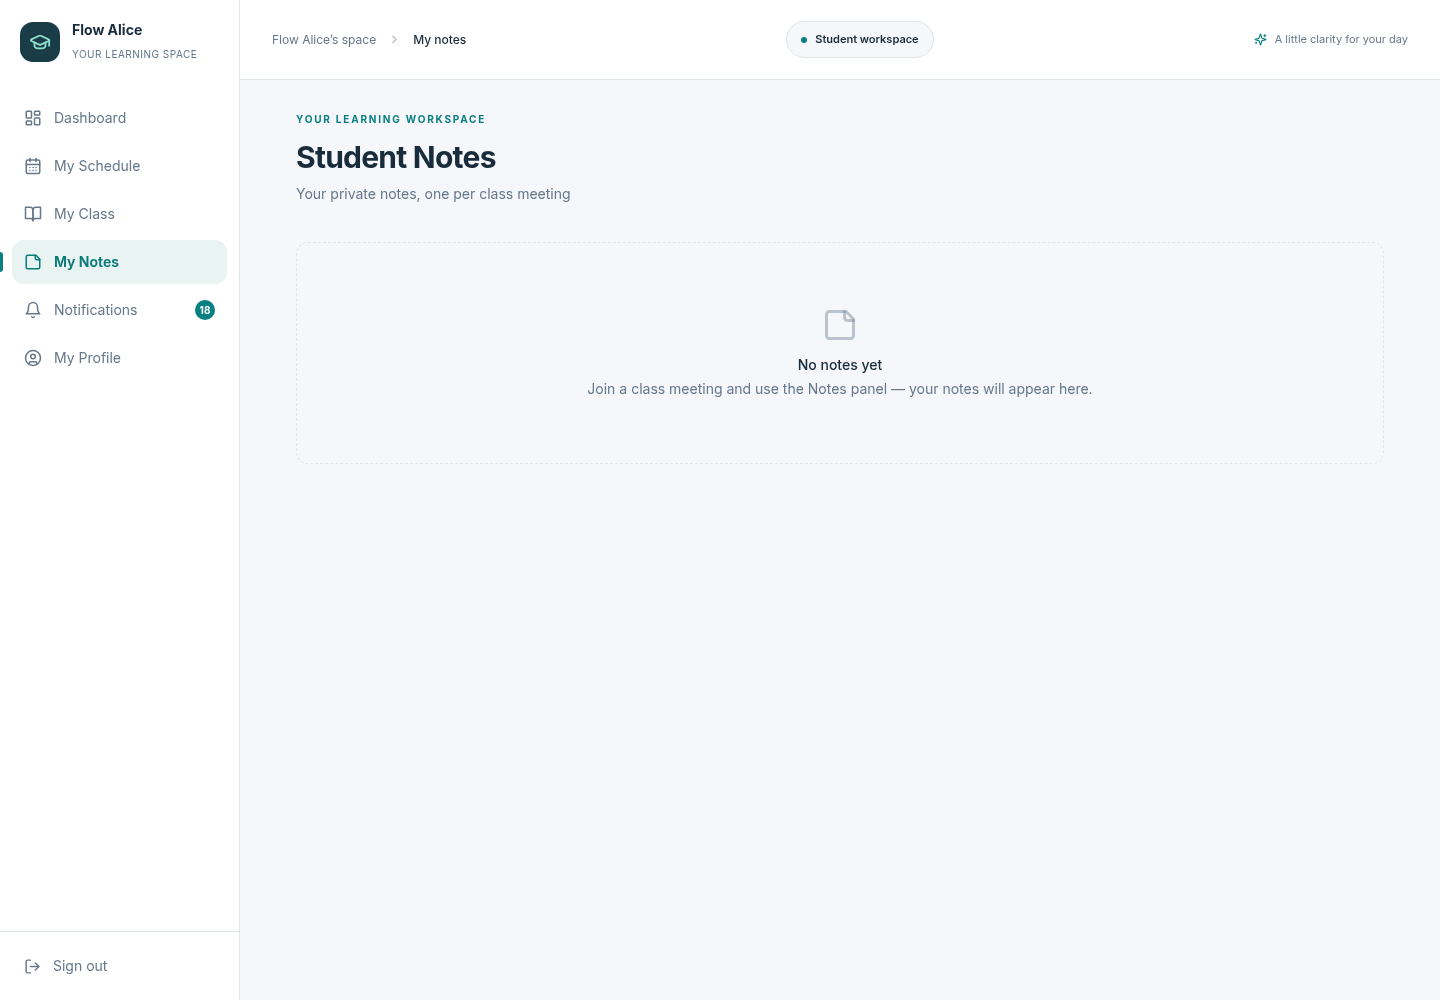 Flow Alice
YOUR LEARNING SPACE
Dashboard
My Schedule
My Class
My Notes
Notifications 18
My Profile
Sign out
Flow Alice's space > My notes
Student workspace
A little clarity for your day
YOUR LEARNING WORKSPACE
Student Notes
Your private notes, one per class meeting
No notes yet
Join a class meeting and use the Notes panel — your notes will appear here.